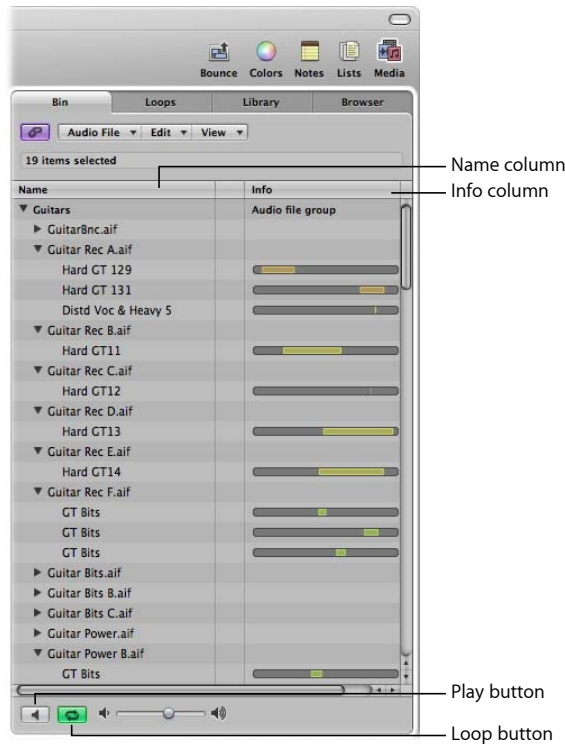 Bounce Colors Notes Lists Media
Bin Loops Library Browser
Audio File Edit View
19 items selected
Name column
Name Info
Info column
Guitars Audio file group
GuitarBnc.aif
Guitar Rec A.aif
Hard GT 129
Hard GT 131
Distd Voc & Heavy 5
Guitar Rec B.aif
Hard GT11
Guitar Rec C.aif
Hard GT12
Guitar Rec D.aif
Hard GT13
Guitar Rec E.aif
Hard GT14
Guitar Rec F.aif
GT Bits
GT Bits
GT Bits
Guitar Bits.aif
Guitar Bits B.aif
Guitar Bits C.aif
Guitar Power.aif
Guitar Power B.aif
GT Bits
Play button
Loop button